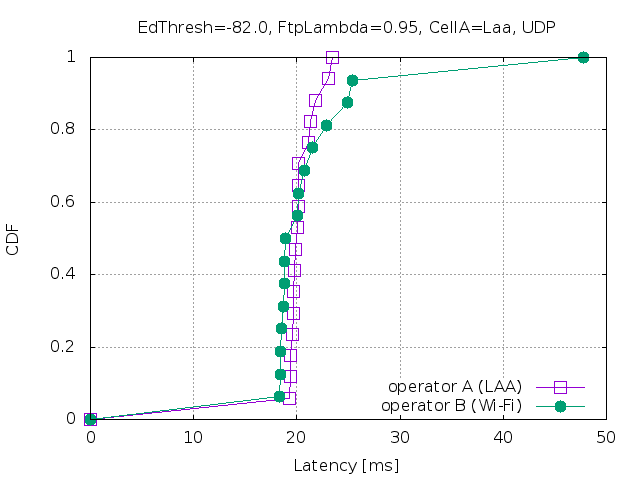 EdThresh=-82.0, FtpLambda=0.95, CellA=Laa, UDP
1
0.8
0.6
0.4
0.2
0
CDF
operator A (LAA)
operator B (Wi-Fi)
0 10 20 30 40 50
Latency [ms]